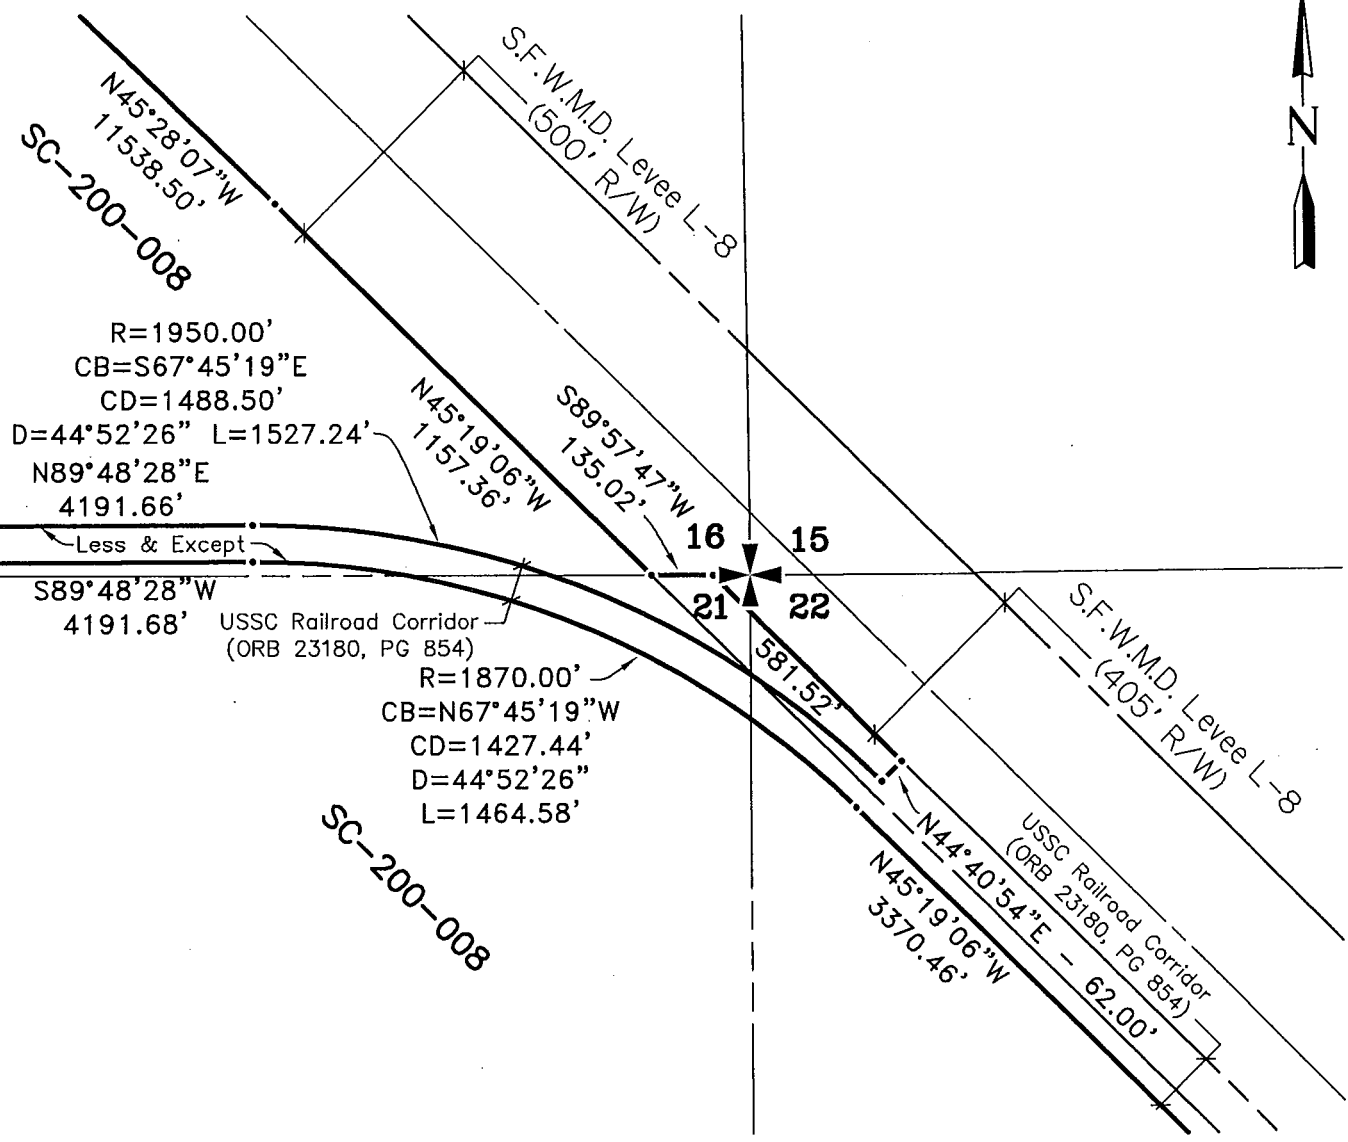 N
S.F.W.M.D. Levee L-8
(500' R/W)
N45°28'07"W
11538.50'
SC-200-008
R=1950.00'
CB=S67°45'19"E
CD=1488.50'
D=44°52'26" L=1527.24'
N89°48'28"E
4191.66'
Less & Except
S89°48'28"W
4191.68'
N45°19'06"W
1157.36'
S89°57'47"W
135.02'
16
15
21
22
USSC Railroad Corridor
(ORB 23180, PG 854)
R=1870.00'
CB=N67°45'19"W
CD=1427.44'
D=44°52'26"
L=1464.58'
581.52'
S.F.W.M.D. Levee L-8
(405' R/W)
SC-200-008
N45°19'06"W
3370.46'
N44°40'54"E - 62.00'
USSC Railroad Corridor
(ORB 23180, PG 854)